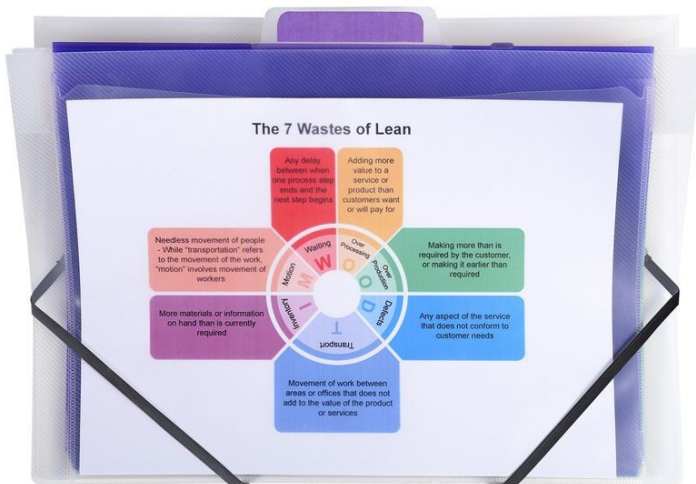 The 7 Wastes of Lean
Any delay
between when
one process step
ends and the
next step begins
Adding more
value to a
service or
product than
customers want
or will pay for
Needless movement of people
- While "transportation" refers
to the movement of the work,
"motion" involves movement of
workers
Making more than is
required by the customer,
or making it earlier than
required
More materials or information
on hand than is currently
required
Any aspect of the service
that does not conform to
customer needs
Movement of work between
areas or offices that does not
add to the value of the product
or services
Waiting
W
Over
Processing
O
Over
Production
O
Defects
D
Transport
T
Inventory
I
Motion
M